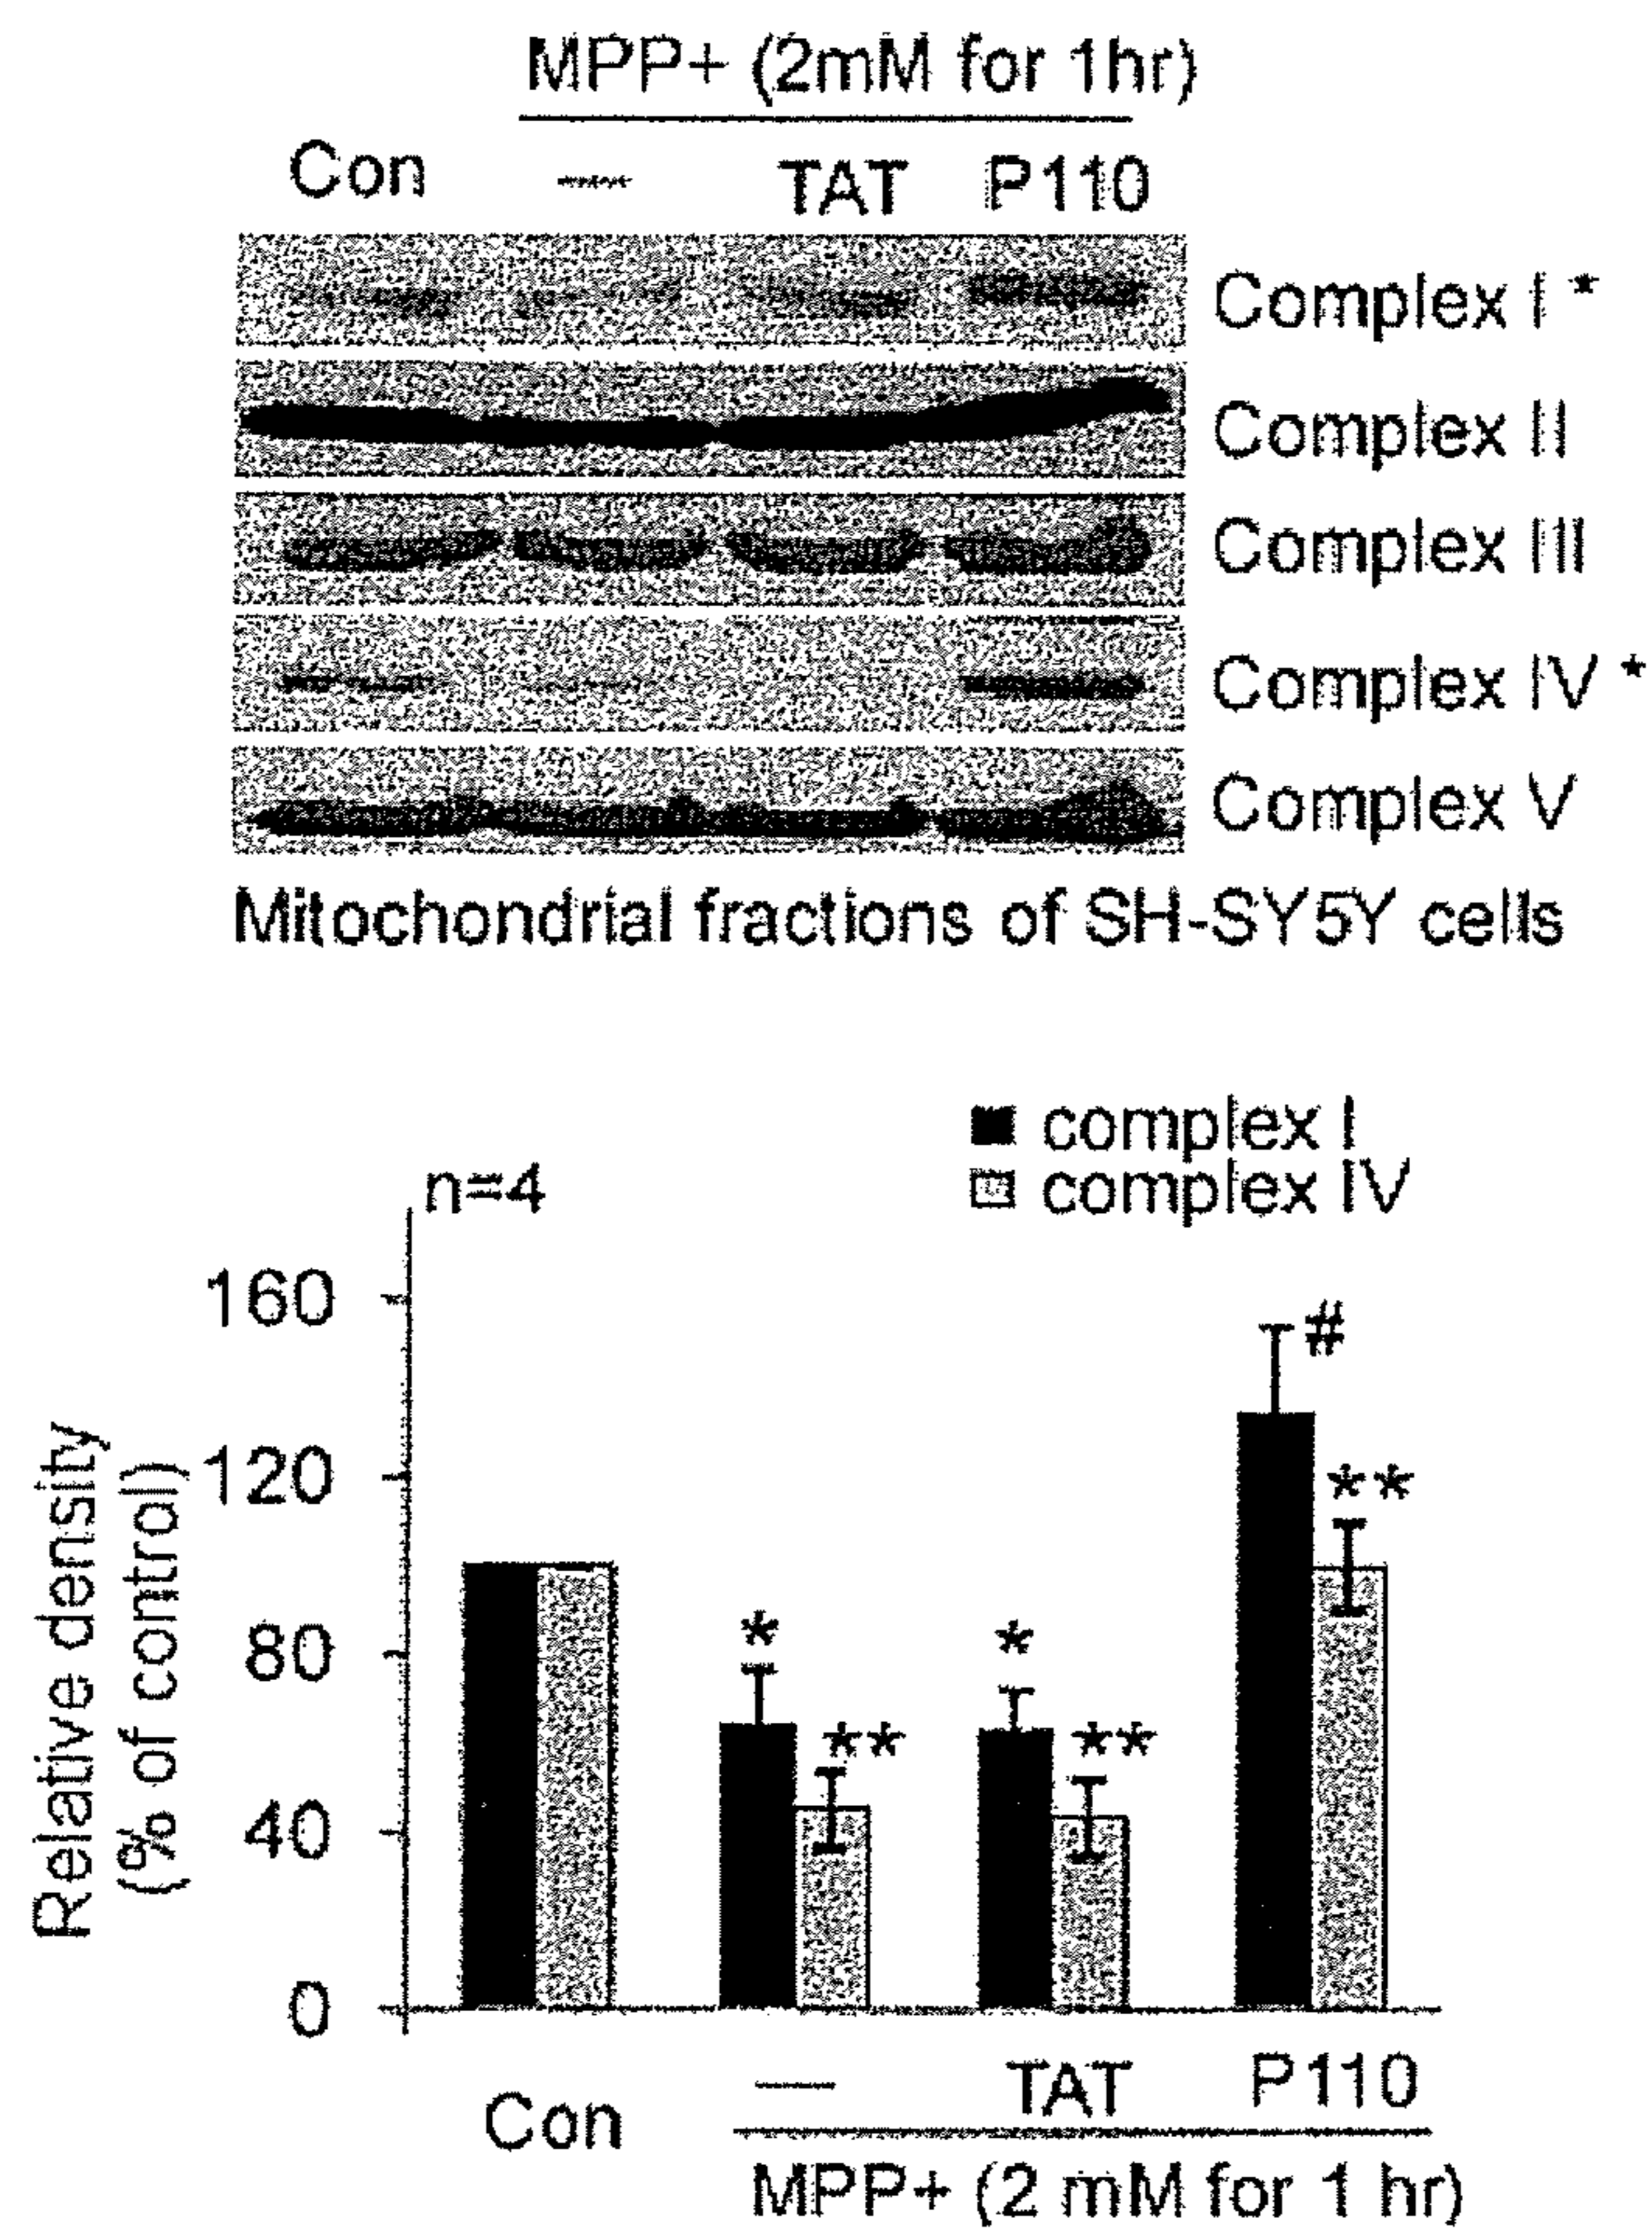 MPP+ (2mM for 1hr)
Con — TAT P110
Complex I *
Complex II
Complex III
Complex IV *
Complex V
Mitochondrial fractions of SH-SY5Y cells
complex I
n=4 complex IV
160
#
120
**
80
* *
** **
40
0
Relative density
(% of control)
Con — TAT P110
MPP+ (2 mM for 1 hr)